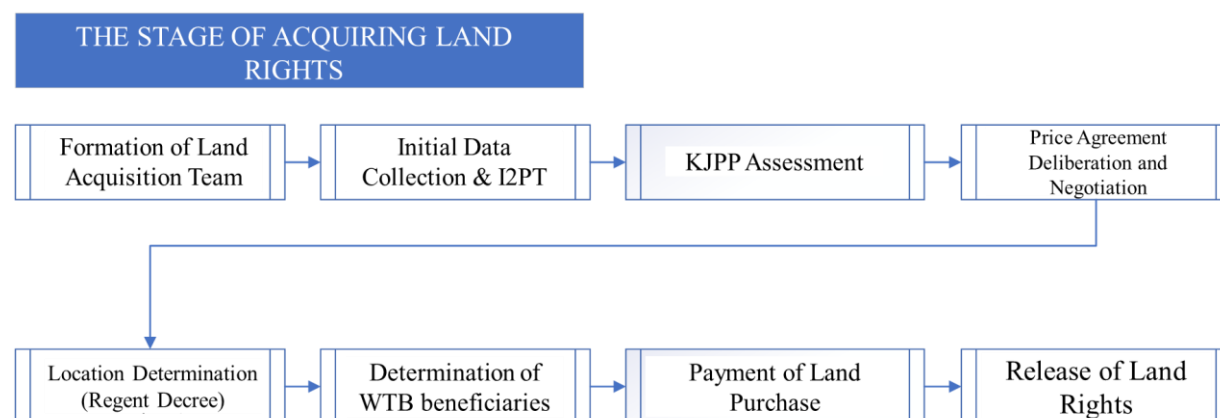 THE STAGE OF ACQUIRING LAND
RIGHTS
Formation of Land
Acquisition Team
Initial Data
Collection & I2PT
KJPP Assessment
Price Agreement
Deliberation and
Negotiation
Location Determination
(Regent Decree)
Determination of
WTB beneficiaries
Payment of Land
Purchase
Release of Land
Rights